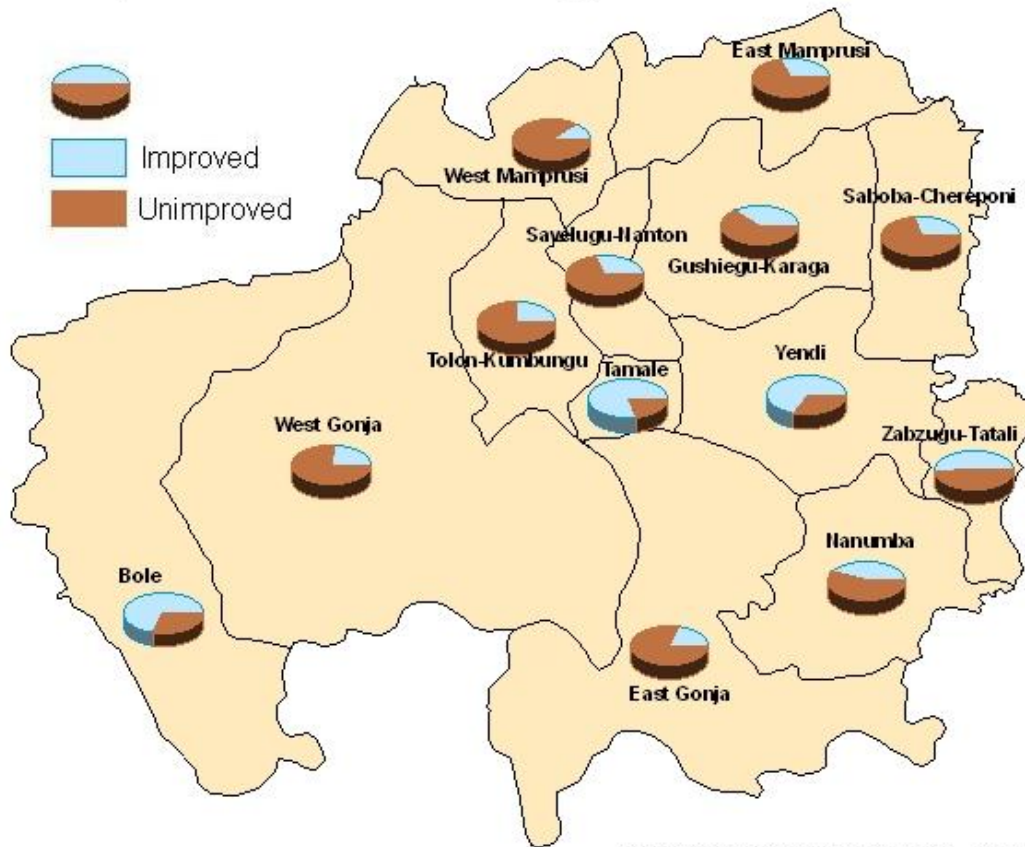 East Mamprusi
Improved
West Mamprusi
Unimproved
Saboba-Chereponi
Savelugu-Nanton
Gushiegu-Karaga
Tolon-Kumbungu
Yendi
Tamale
West Gonja
Zabzugu-Tatali
Nanumba
Bole
East Gonja